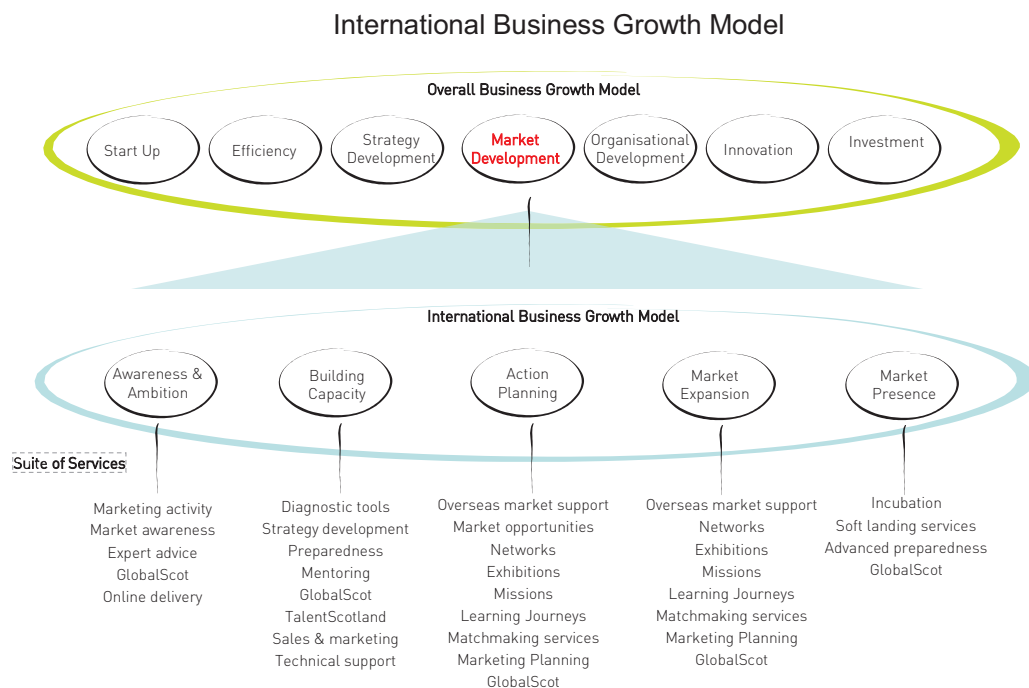 International Business Growth Model
Overall Business Growth Model
Start Up
Efficiency
Strategy
Development
Market
Development
Organisational
Development
Innovation
Investment
International Business Growth Model
Awareness &
Ambition
Building
Capacity
Action
Planning
Market
Expansion
Market
Presence
Suite of Services
Marketing activity
Market awareness
Expert advice
GlobalScot
Online delivery
Diagnostic tools
Strategy development
Preparedness
Mentoring
GlobalScot
TalentScotland
Sales & marketing
Technical support
Overseas market support
Market opportunities
Networks
Exhibitions
Missions
Learning Journeys
Matchmaking services
Marketing Planning
GlobalScot
Overseas market support
Networks
Exhibitions
Missions
Learning Journeys
Matchmaking services
Marketing Planning
GlobalScot
Incubation
Soft landing services
Advanced preparedness
GlobalScot